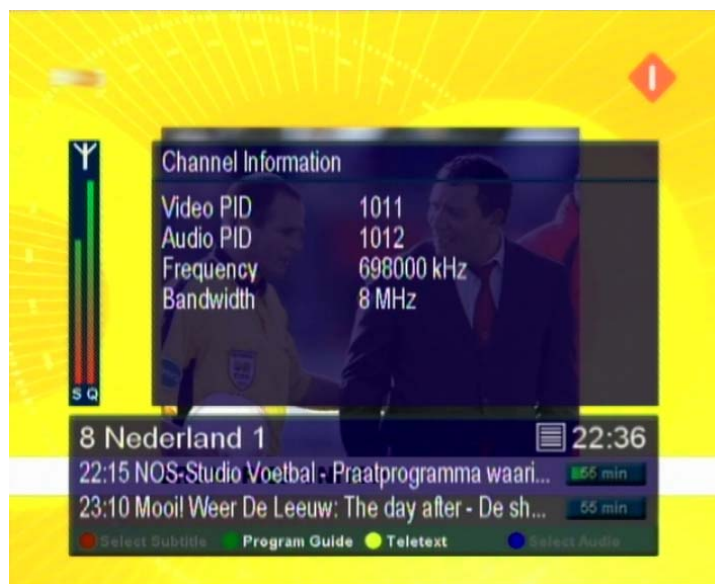 Channel Information
Video PID 1011
Audio PID 1012
Frequency 698000 kHz
Bandwidth 8 MHz
S Q
8 Nederland 1 22:36
22:15 NOS-Studio Voetbal - Praatprogramma waari... 55 min
23:10 Mooi! Weer De Leeuw: The day after - De sh... 55 min
Select Subtitle Program Guide Teletext Select Audio